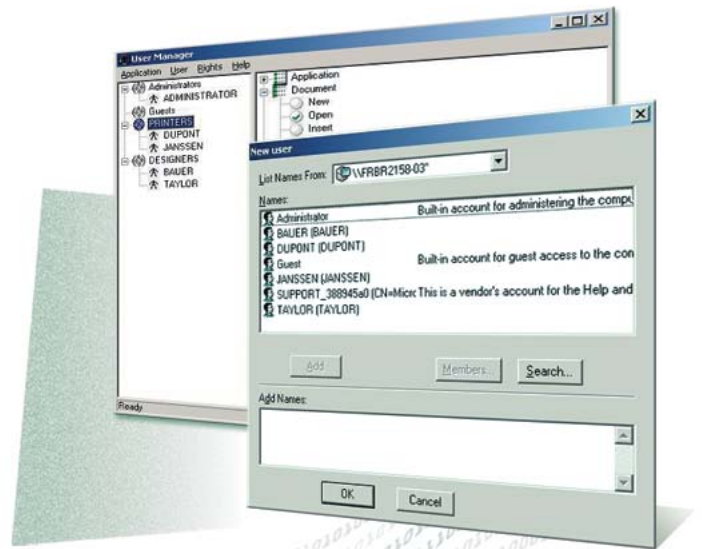 User Manager
Application User Rights Help
Administrators
ADMINISTRATOR
Guests
PRINTERS
DUPONT
JANSSEN
DESIGNERS
BAUER
TAYLOR
Ready
Application
Document
New
Open
Insert
New user
List Names From: \\FRBR2158-03*
Names:
Administrator Built-in account for administering the compu
BAUER (BAUER)
DUPONT (DUPONT)
Guest Built-in account for guest access to the con
JANSSEN (JANSSEN)
SUPPORT_388945a0 (CN=Micrc This is a vendor's account for the Help and
TAYLOR (TAYLOR)
Add Members... Search...
Add Names:
OK Cancel